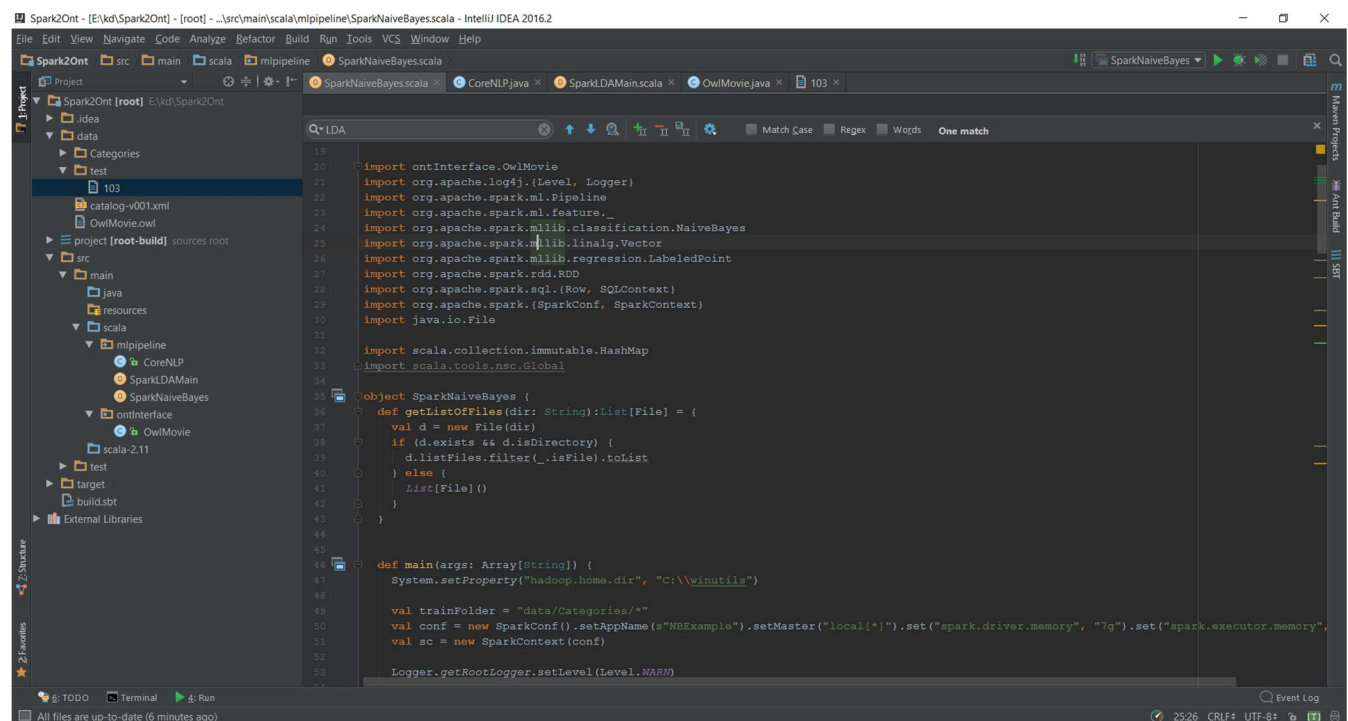 Spark2Ont - [E:\kd\Spark2Ont] - [root] - ...\src\main\scala\mlpipeline\SparkNaiveBayes.scala - IntelliJ IDEA 2016.2
File Edit View Navigate Code Analyze Refactor Build Run Tools VCS Window Help
Spark2Ont src main scala mlpipeline SparkNaiveBayes.scala SparkNaiveBayes
Project SparkNaiveBayes.scala CoreNLP.java SparkLDAMain.scala OwlMovie.java 103
1: Project
Spark2Ont [root] E:\kd\Spark2Ont
.idea
data
Categories
test
103
catalog-v001.xml
OwlMovie.owl
project [root-build] sources root
src
main
java
resources
scala
mlpipeline
CoreNLP
SparkLDAMain
SparkNaiveBayes
ontInterface
OwlMovie
scala-2.11
test
target
build.sbt
External Libraries
7: Structure
2: Favorites
LDA Match Case Regex Words One match
19
20 import ontInterface.OwlMovie
21 import org.apache.log4j.{Level, Logger}
22 import org.apache.spark.ml.Pipeline
23 import org.apache.spark.ml.feature._
24 import org.apache.spark.mllib.classification.NaiveBayes
25 import org.apache.spark.mllib.linalg.Vector
26 import org.apache.spark.mllib.regression.LabeledPoint
27 import org.apache.spark.rdd.RDD
28 import org.apache.spark.sql.{Row, SQLContext}
29 import org.apache.spark.{SparkConf, SparkContext}
30 import java.io.File
31
32 import scala.collection.immutable.HashMap
33 import scala.tools.nsc.Global
34
35 object SparkNaiveBayes {
36 def getListOfFiles(dir: String):List[File] = {
37 val d = new File(dir)
38 if (d.exists && d.isDirectory) {
39 d.listFiles.filter(_.isFile).toList
40 } else {
41 List[File]()
42 }
43 }
44
45
46 def main(args: Array[String]) {
47 System.setProperty("hadoop.home.dir", "C:\\winutils")
48
49 val trainFolder = "data/Categories/*"
50 val conf = new SparkConf().setAppName(s"NBExample").setMaster("local[*]").set("spark.driver.memory", "7g").set("spark.executor.memory",
51 val sc = new SparkContext(conf)
52
53 Logger.getRootLogger.setLevel(Level.WARN)
Maven Projects
Ant Build
SBT
6: TODO Terminal 4: Run Event Log
All files are up-to-date (6 minutes ago) 25:26 CRLF UTF-8 [T]